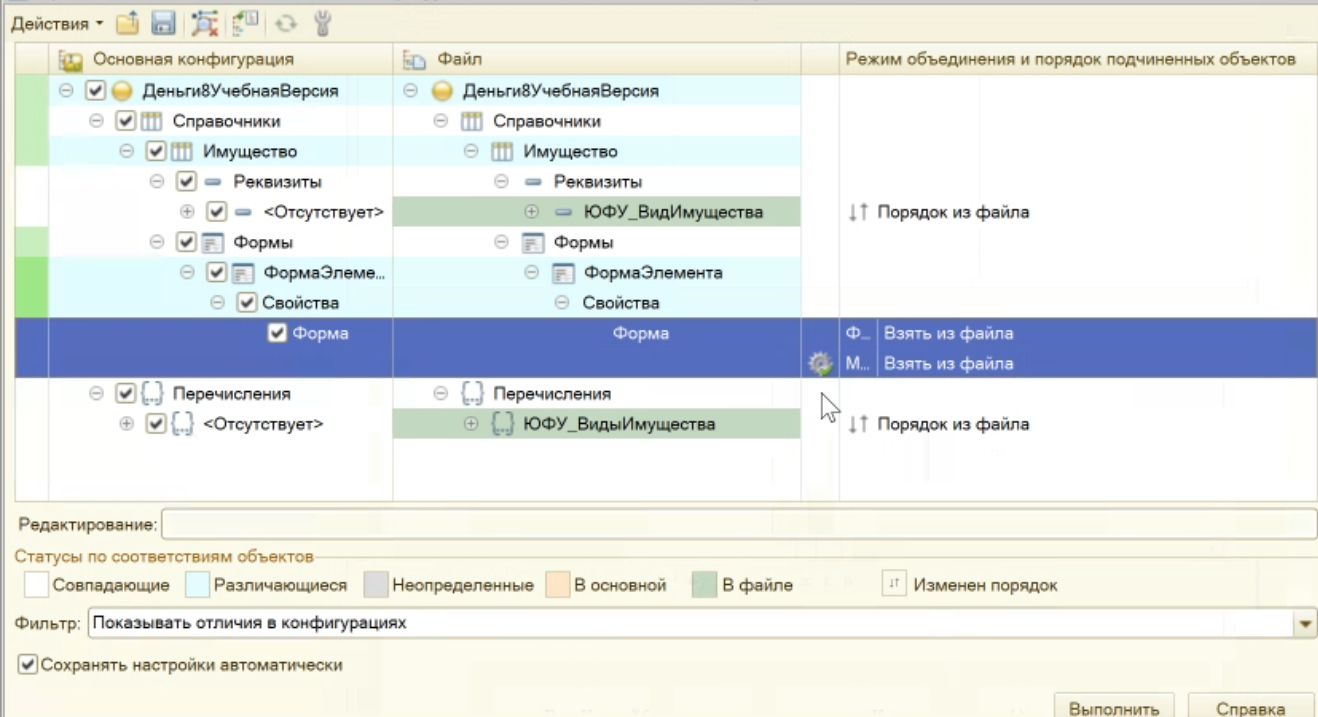 Действия
Основная конфигурация Файл Режим объединения и порядок подчиненных объектов
Деньги8УчебнаяВерсия Деньги8УчебнаяВерсия
Справочники Справочники
Имущество Имущество
Реквизиты Реквизиты
<Отсутствует> ЮФУ_ВидИмущества Порядок из файла
Формы Формы
ФормаЭлеме... ФормаЭлемента
Свойства Свойства
Форма Форма Ф... Взять из файла
М... Взять из файла
Перечисления Перечисления
<Отсутствует> ЮФУ_ВидыИмущества Порядок из файла
Редактирование:
Статусы по соответствиям объектов
Совпадающие Различающиеся Неопределенные В основной В файле Изменен порядок
Фильтр: Показывать отличия в конфигурациях
Сохранять настройки автоматически
Выполнить Справка